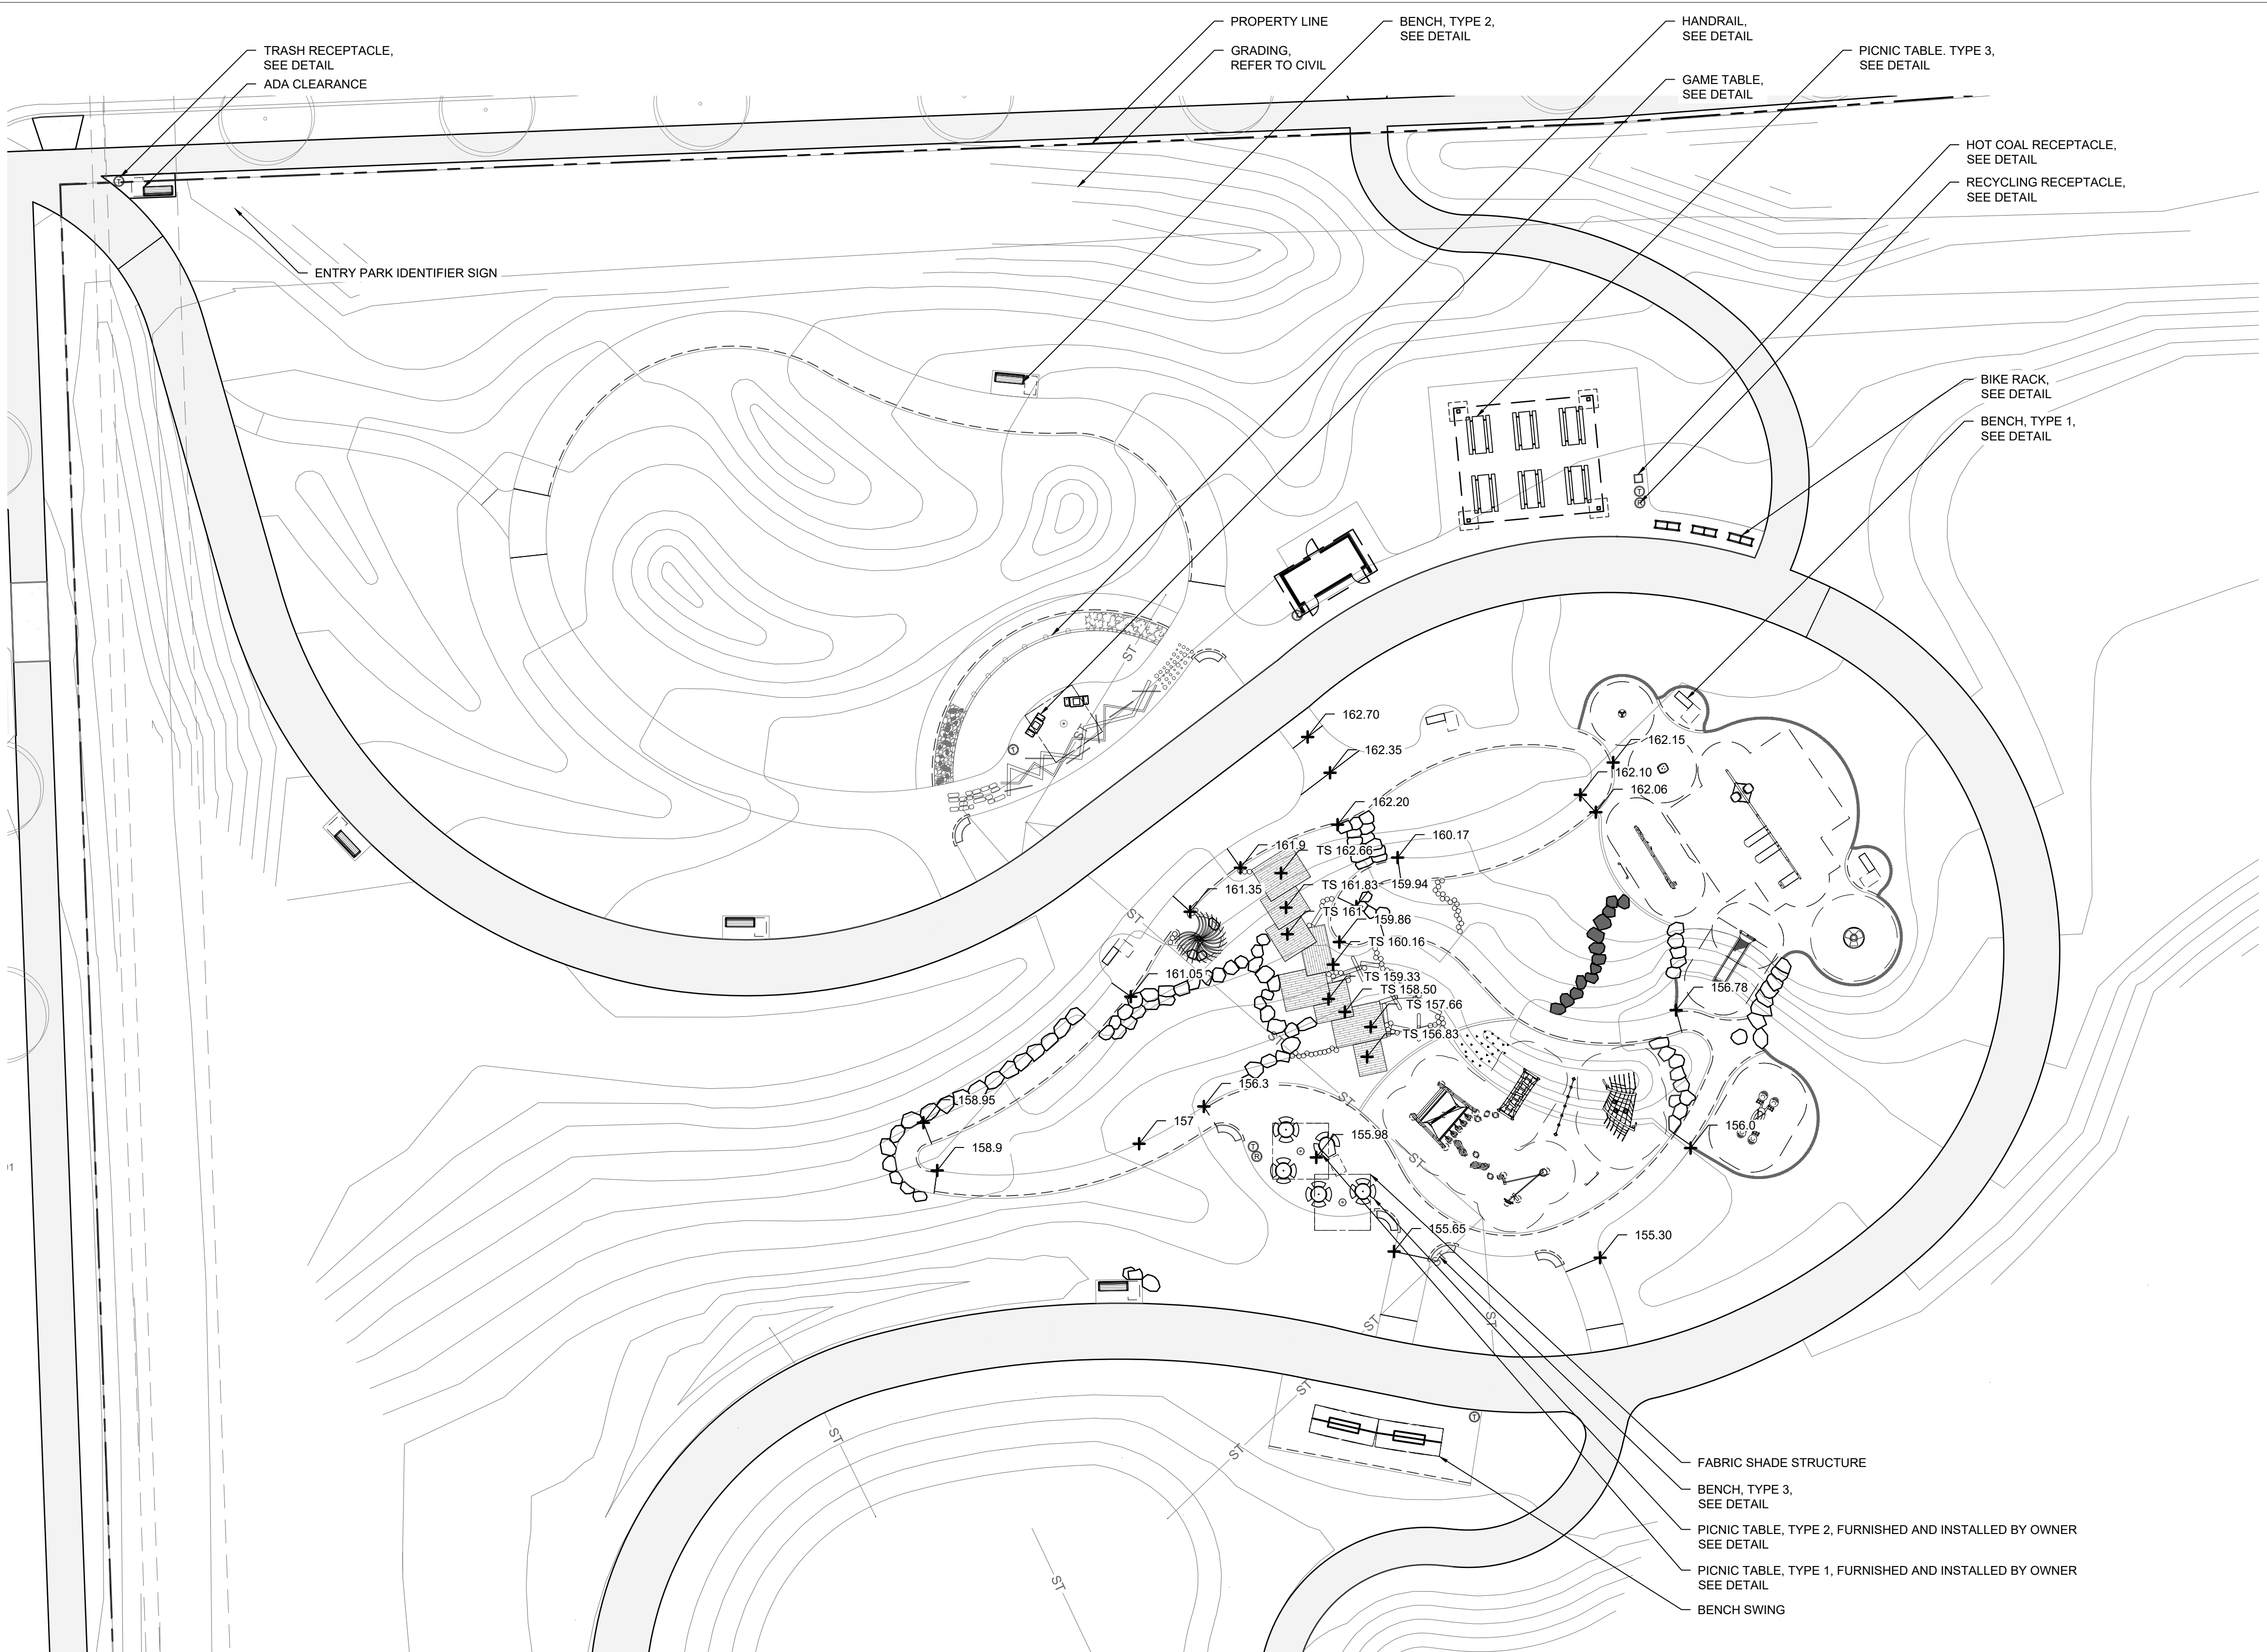 PROPERTY LINE
GRADING,
REFER TO CIVIL
BENCH, TYPE 2,
SEE DETAIL
HANDRAIL,
SEE DETAIL
GAME TABLE,
SEE DETAIL
PICNIC TABLE. TYPE 3,
SEE DETAIL
TRASH RECEPTACLE,
SEE DETAIL
ADA CLEARANCE
HOT COAL RECEPTACLE,
SEE DETAIL
RECYCLING RECEPTACLE,
SEE DETAIL
T
ENTRY PARK IDENTIFIER SIGN
BIKE RACK,
SEE DETAIL
BENCH, TYPE 1,
SEE DETAIL
T
R
ST
ST
T
162.70
162.35
162.15
162.10
162.06
162.20
160.17
161.9
TS 162.66
161.35
TS 161.83
159.94
TS 161
159.86
ST
TS 160.16
161.05
TS 159.33
TS 158.50
156.78
TS 157.66
ST
TS 156.83
156.3
158.95
ST
157
155.98
156.0
T
R
158.9
ST
155.65
155.30
ST
ST
ST
ST
T
ST
ST
FABRIC SHADE STRUCTURE
BENCH, TYPE 3,
SEE DETAIL
PICNIC TABLE, TYPE 2, FURNISHED AND INSTALLED BY OWNER
SEE DETAIL
PICNIC TABLE, TYPE 1, FURNISHED AND INSTALLED BY OWNER
SEE DETAIL
ST
BENCH SWING